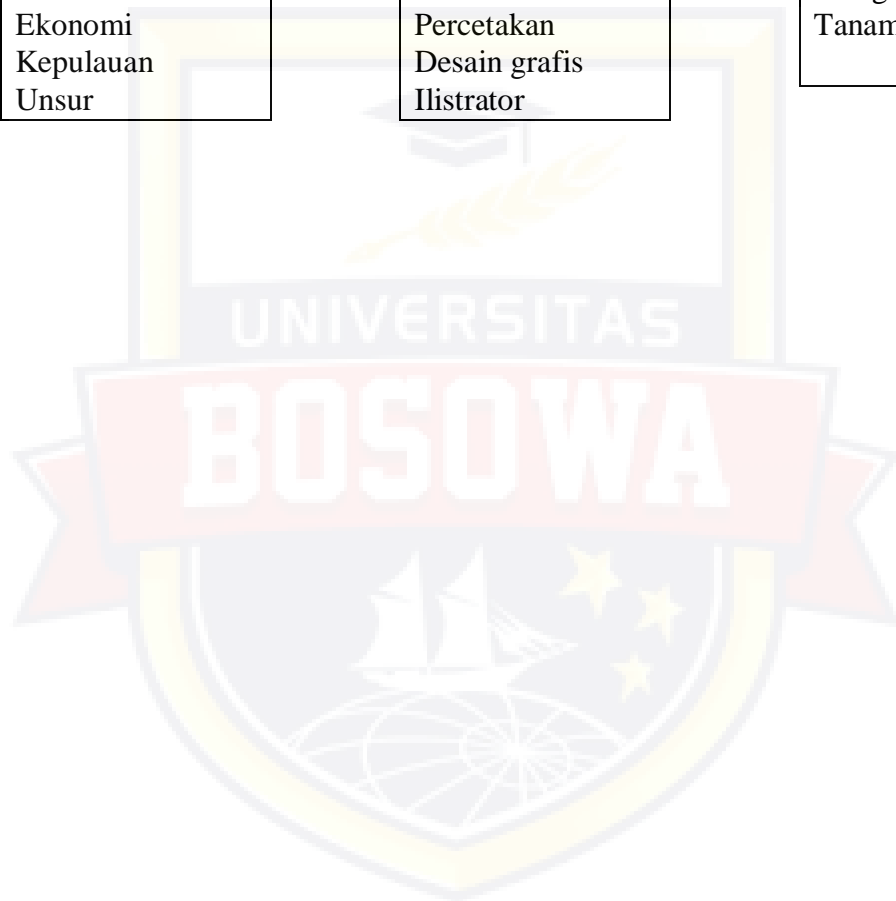 Ekonomi
Kepulauan
Unsur
Percetakan
Desain grafis
Ilistrator
UNIVERSITAS
BOSOWA